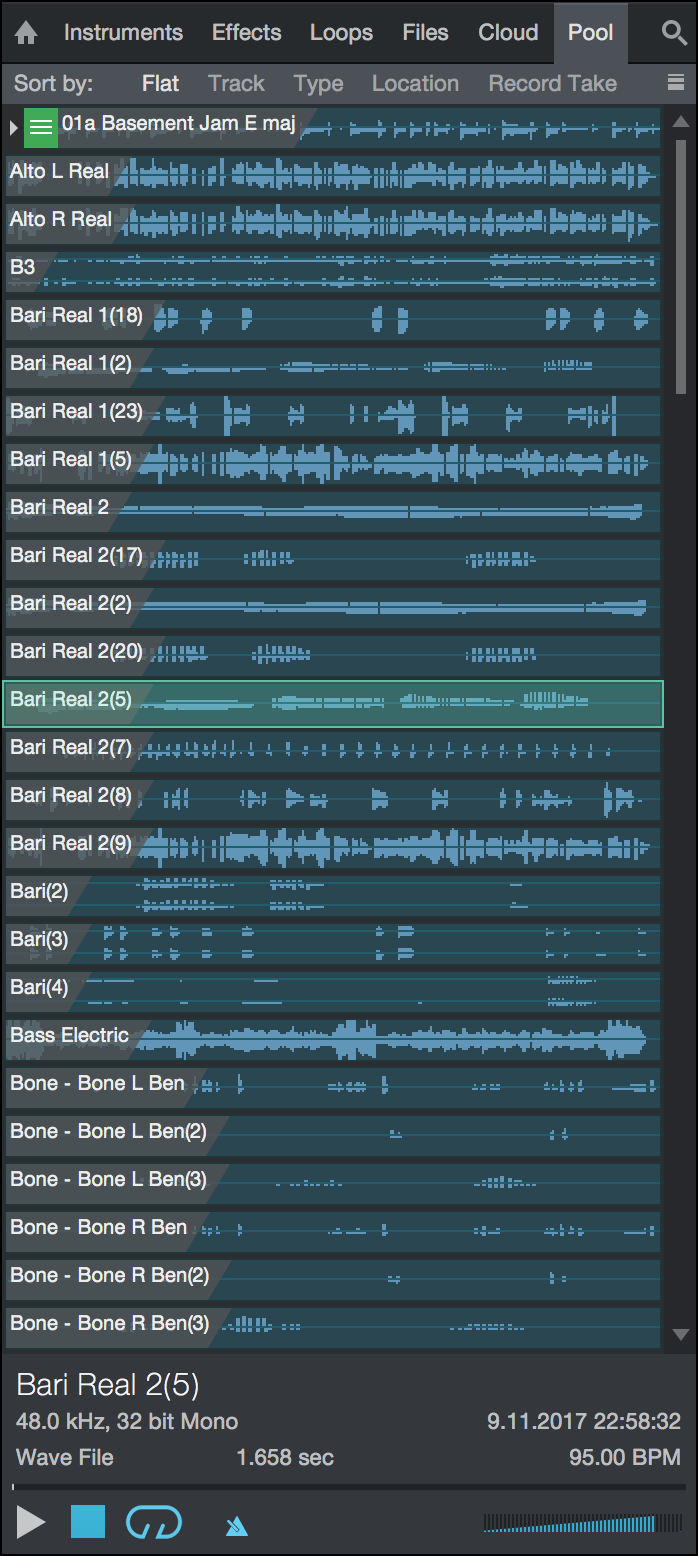 Instruments Effects Loops Files Cloud Pool
Sort by: Flat Track Type Location Record Take
01a Basement Jam E maj
Alto L Real
Alto R Real
B3
Bari Real 1(18)
Bari Real 1(2)
Bari Real 1(23)
Bari Real 1(5)
Bari Real 2
Bari Real 2(17)
Bari Real 2(2)
Bari Real 2(20)
Bari Real 2(5)
Bari Real 2(7)
Bari Real 2(8)
Bari Real 2(9)
Bari(2)
Bari(3)
Bari(4)
Bass Electric
Bone - Bone L Ben
Bone - Bone L Ben(2)
Bone - Bone L Ben(3)
Bone - Bone R Ben
Bone - Bone R Ben(2)
Bone - Bone R Ben(3)
Bari Real 2(5)
48.0 kHz, 32 bit Mono 9.11.2017 22:58:32
Wave File 1.658 sec 95.00 BPM